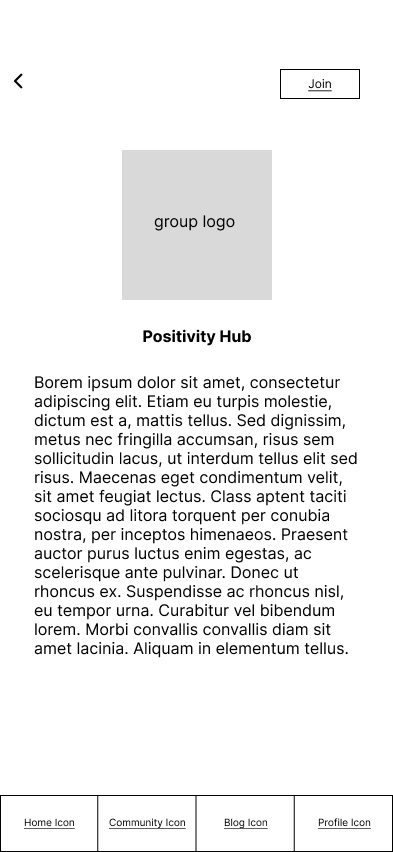 Join
group logo
Positivity Hub
Borem ipsum dolor sit amet, consectetur
adipiscing elit. Etiam eu turpis molestie,
dictum est a, mattis tellus. Sed dignissim,
metus nec fringilla accumsan, risus sem
sollicitudin lacus, ut interdum tellus elit sed
risus. Maecenas eget condimentum velit,
sit amet feugiat lectus. Class aptent taciti
sociosqu ad litora torquent per conubia
nostra, per inceptos himenaeos. Praesent
auctor purus luctus enim egestas, ac
scelerisque ante pulvinar. Donec ut
rhoncus ex. Suspendisse ac rhoncus nisl,
eu tempor urna. Curabitur vel bibendum
lorem. Morbi convallis convallis diam sit
amet lacinia. Aliquam in elementum tellus.
Home Icon
Community Icon
Blog Icon
Profile Icon